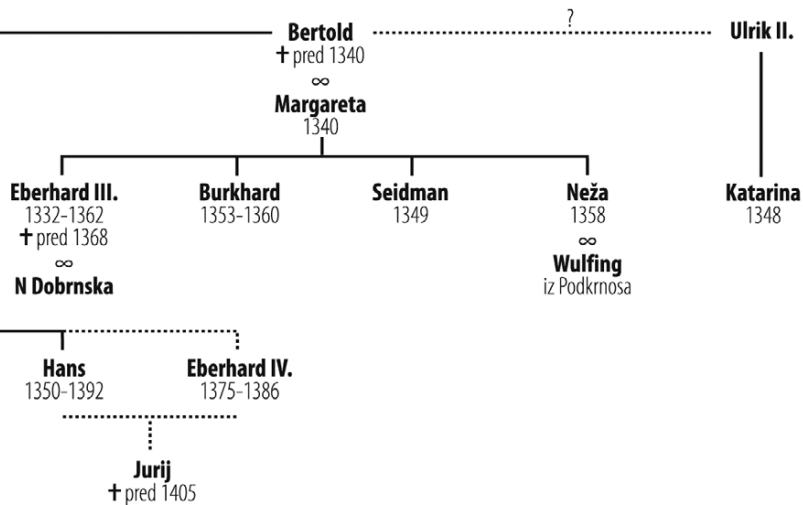 ?
Bertold
✝ pred 1340
∞
Margareta
1340
Ulrik II.
Eberhard III.
1332-1362
✝ pred 1368
∞
N Dobrnska
Burkhard
1353-1360
Seidman
1349
Neža
1358
∞
Wulfing
iz Podkrnosa
Katarina
1348
Hans
1350-1392
Eberhard IV.
1375-1386
Jurij
✝ pred 1405